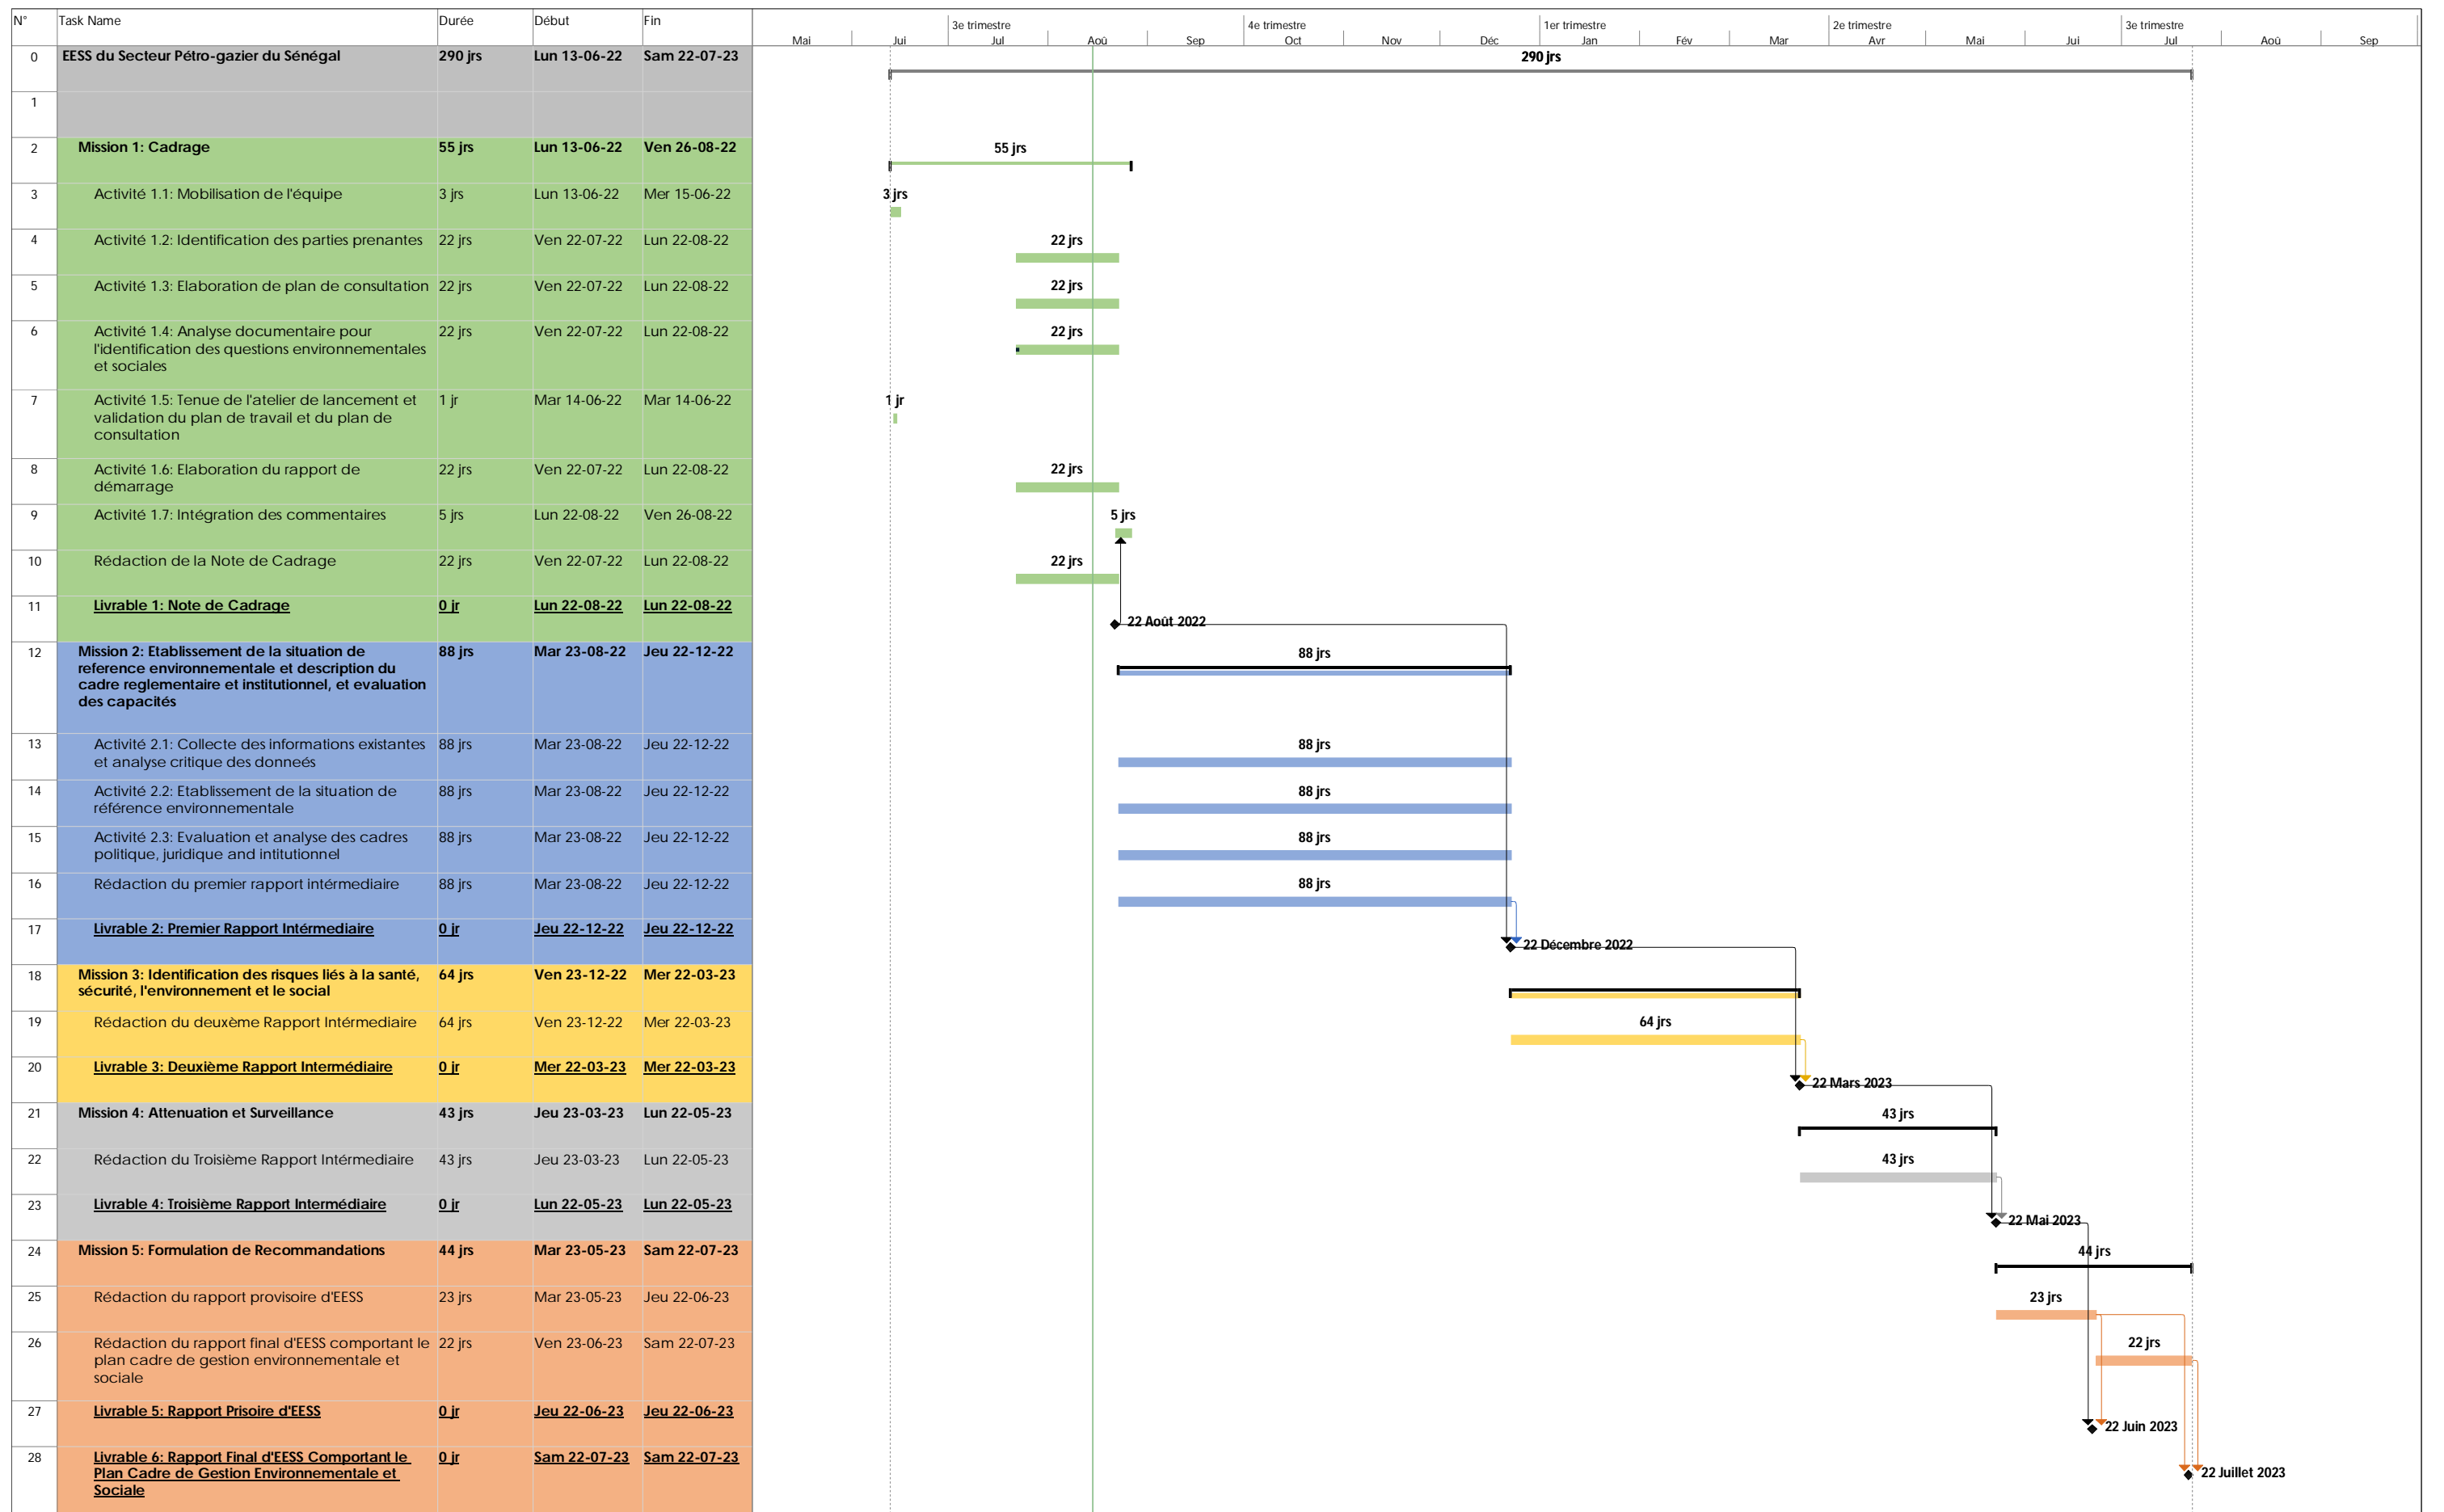 N° Task Name Durée Début Fin
3e trimestre 4e trimestre 1er trimestre 2e trimestre 3e trimestre
Mai Jui Jul Aoû Sep Oct Nov Déc Jan Fév Mar Avr Mai Jui Jul Aoû Sep
0 EESS du Secteur Pétro-gazier du Sénégal 290 jrs Lun 13-06-22 Sam 22-07-23 290 jrs
1
2 Mission 1: Cadrage 55 jrs Lun 13-06-22 Ven 26-08-22 55 jrs
3 Activité 1.1: Mobilisation de l'équipe 3 jrs Lun 13-06-22 Mer 15-06-22 3 jrs
4 Activité 1.2: Identification des parties prenantes 22 jrs Ven 22-07-22 Lun 22-08-22 22 jrs
5 Activité 1.3: Elaboration de plan de consultation 22 jrs Ven 22-07-22 Lun 22-08-22 22 jrs
6 Activité 1.4: Analyse documentaire pour 22 jrs Ven 22-07-22 Lun 22-08-22 22 jrs
l'identification des questions environnementales
et sociales
7 Activité 1.5: Tenue de l'atelier de lancement et 1 jr Mar 14-06-22 Mar 14-06-22 1 jr
validation du plan de travail et du plan de
consultation
8 Activité 1.6: Elaboration du rapport de 22 jrs Ven 22-07-22 Lun 22-08-22 22 jrs
démarrage
9 Activité 1.7: Intégration des commentaires 5 jrs Lun 22-08-22 Ven 26-08-22 5 jrs
10 Rédaction de la Note de Cadrage 22 jrs Ven 22-07-22 Lun 22-08-22 22 jrs
11 Livrable 1: Note de Cadrage 0 jr Lun 22-08-22 Lun 22-08-22 22 Août 2022
12 Mission 2: Etablissement de la situation de 88 jrs Mar 23-08-22 Jeu 22-12-22 88 jrs
reference environnementale et description du
cadre reglementaire et institutionnel, et evaluation
des capacités
13 Activité 2.1: Collecte des informations existantes 88 jrs Mar 23-08-22 Jeu 22-12-22 88 jrs
et analyse critique des donneés
14 Activité 2.2: Etablissement de la situation de 88 jrs Mar 23-08-22 Jeu 22-12-22 88 jrs
référence environnementale
15 Activité 2.3: Evaluation et analyse des cadres 88 jrs Mar 23-08-22 Jeu 22-12-22 88 jrs
politique, juridique and intitutionnel
16 Rédaction du premier rapport intérmediaire 88 jrs Mar 23-08-22 Jeu 22-12-22 88 jrs
17 Livrable 2: Premier Rapport Intérmediaire 0 jr Jeu 22-12-22 Jeu 22-12-22 22 Décembre 2022
18 Mission 3: Identification des risques liés à la santé, 64 jrs Ven 23-12-22 Mer 22-03-23
sécurité, l'environnement et le social
19 Rédaction du deuxème Rapport Intérmediaire 64 jrs Ven 23-12-22 Mer 22-03-23 64 jrs
20 Livrable 3: Deuxième Rapport Intermédiaire 0 jr Mer 22-03-23 Mer 22-03-23 22 Mars 2023
21 Mission 4: Attenuation et Surveillance 43 jrs Jeu 23-03-23 Lun 22-05-23 43 jrs
22 Rédaction du Troisième Rapport Intérmediaire 43 jrs Jeu 23-03-23 Lun 22-05-23 43 jrs
23 Livrable 4: Troisième Rapport Intermédiaire 0 jr Lun 22-05-23 Lun 22-05-23 22 Mai 2023
24 Mission 5: Formulation de Recommandations 44 jrs Mar 23-05-23 Sam 22-07-23 44 jrs
25 Rédaction du rapport provisoire d'EESS 23 jrs Mar 23-05-23 Jeu 22-06-23 23 jrs
26 Rédaction du rapport final d'EESS comportant le 22 jrs Ven 23-06-23 Sam 22-07-23 22 jrs
plan cadre de gestion environnementale et
sociale
27 Livrable 5: Rapport Prisoire d'EESS 0 jr Jeu 22-06-23 Jeu 22-06-23 22 Juin 2023
28 Livrable 6: Rapport Final d'EESS Comportant le 0 jr Sam 22-07-23 Sam 22-07-23 22 Juillet 2023
Plan Cadre de Gestion Environnementale et
Sociale